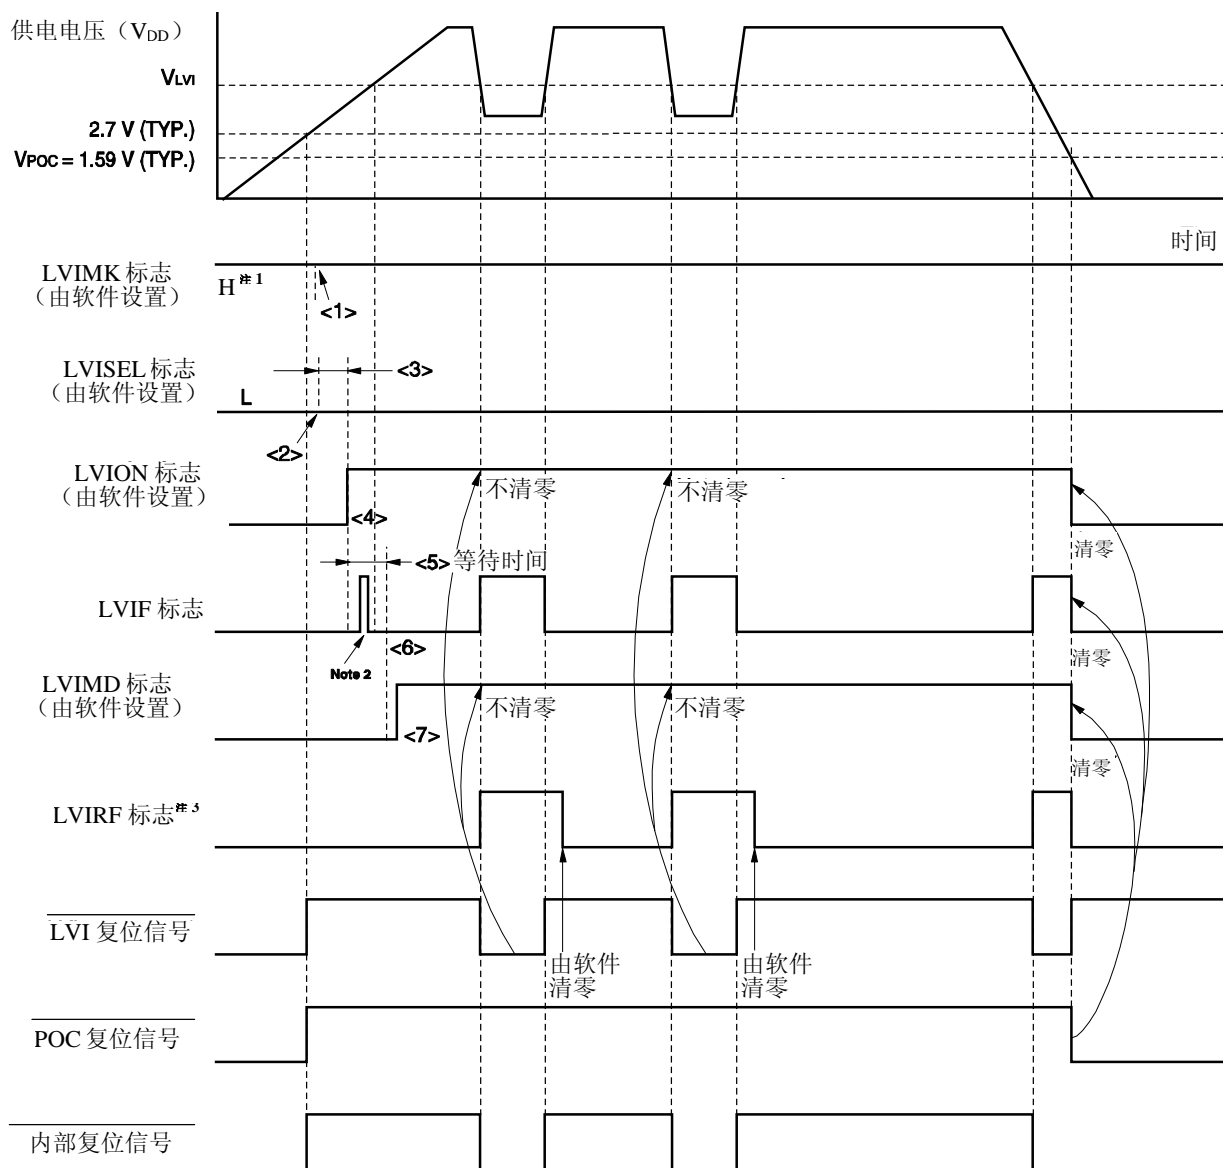 供电电压（VDD）
VLVI
2.7 V (TYP.)
VPOC = 1.59 V (TYP.)
时间
LVIMK 标志
（由软件设置）
H注 1
<1>
LVISEL 标志
（由软件设置）
<3>
L
<2>
LVION 标志
（由软件设置）
不清零
不清零
<4>
清零
<5> 等待时间
LVIF 标志
<6>
Note 2
清零
LVIMD 标志
（由软件设置）
不清零
不清零
<7>
清零
LVIRF 标志注 3
LVI 复位信号
由软件
清零
由软件
清零
POC 复位信号
内部复位信号